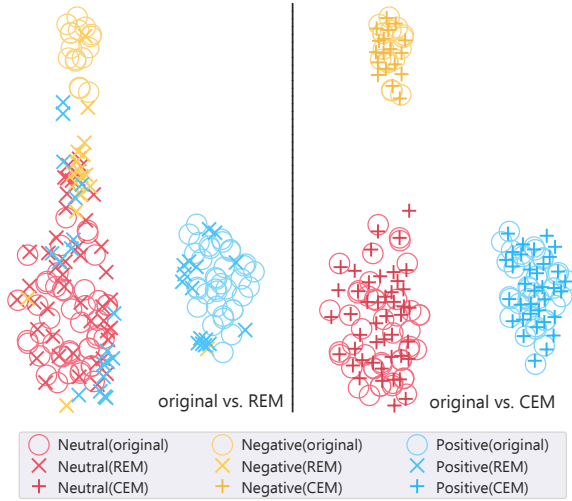 original vs. REM
original vs. CEM
Neutral(original) Negative(original) Positive(original)
Neutral(REM) Negative(REM) Positive(REM)
Neutral(CEM) Negative(CEM) Positive(CEM)